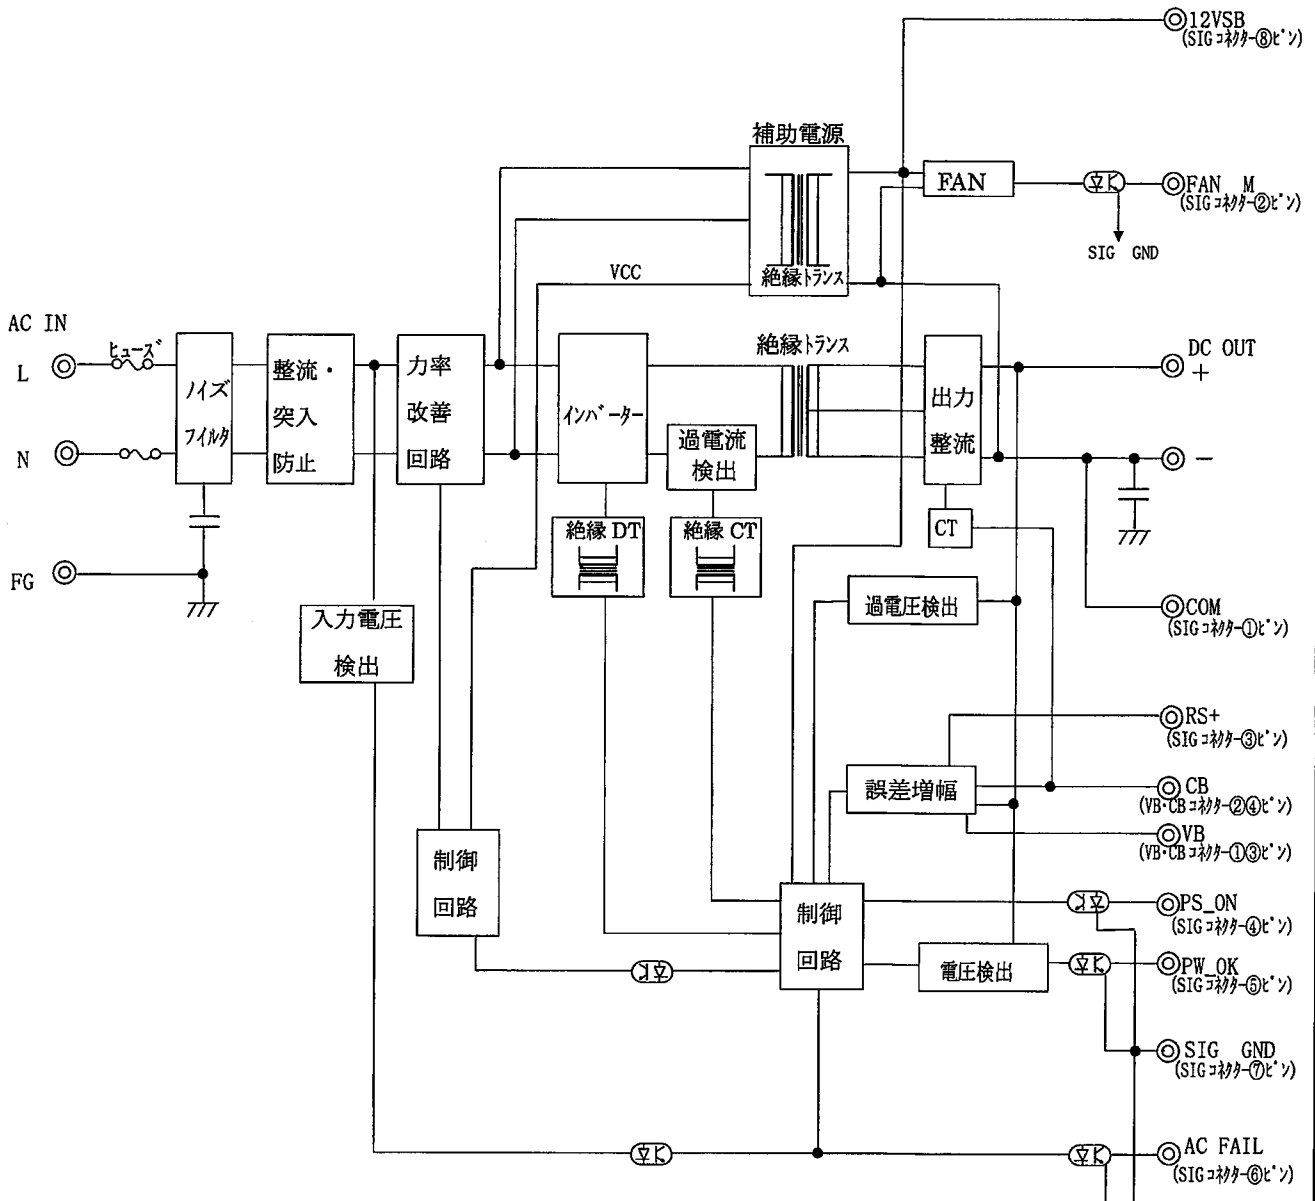 12VSB
(SIGコネクター⑧ピン)
補助電源
FAN
FAN M
(SIGコネクター②ピン)
SIG GND
絶縁トランス
VCC
AC IN
L
ヒューズ
ノイズ
フィルタ
整流・
突入
防止
力率
改善
回路
インバーター
絶縁トランス
過電流
検出
出力
整流
DC OUT
+
N
−
絶縁 DT
絶縁 CT
CT
FG
入力電圧
検出
過電圧検出
COM
(SIGコネクター①ピン)
RS+
(SIGコネクター③ピン)
誤差増幅
CB
(VB・CBコネクター②④ピン)
VB
(VB・CBコネクター①③ピン)
制御
回路
制御
回路
PS_ON
(SIGコネクター④ピン)
電圧検出
PW_OK
(SIGコネクター⑤ピン)
SIG GND
(SIGコネクター⑦ピン)
AC FAIL
(SIGコネクター⑥ピン)